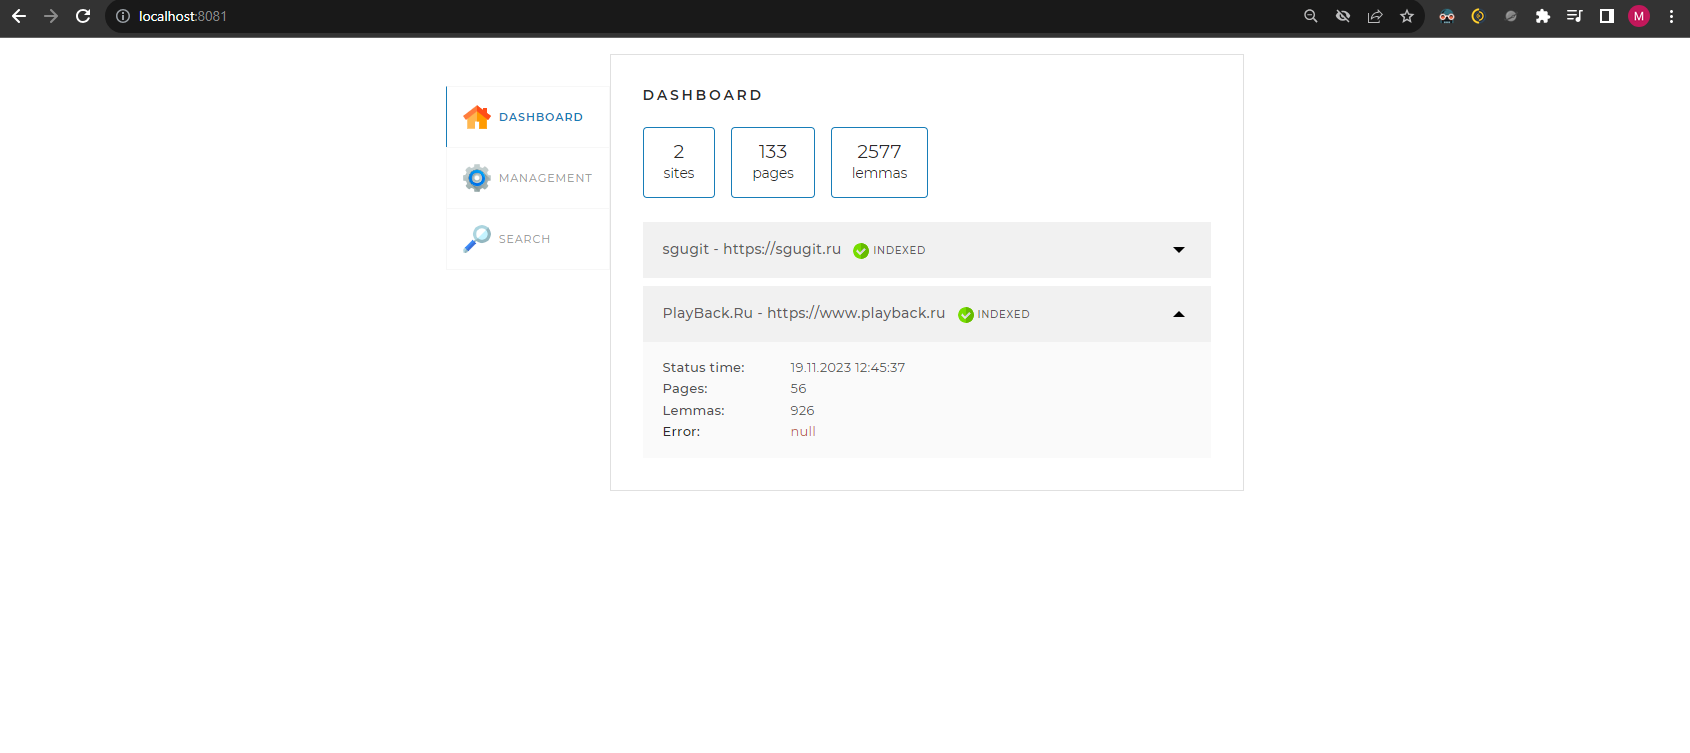 localhost:8081
M
DASHBOARD
MANAGEMENT
SEARCH
DASHBOARD
2
sites
133
pages
2577
lemmas
sgugit - https://sgugit.ru INDEXED
PlayBack.Ru - https://www.playback.ru INDEXED
Status time: 19.11.2023 12:45:37
Pages: 56
Lemmas: 926
Error: null